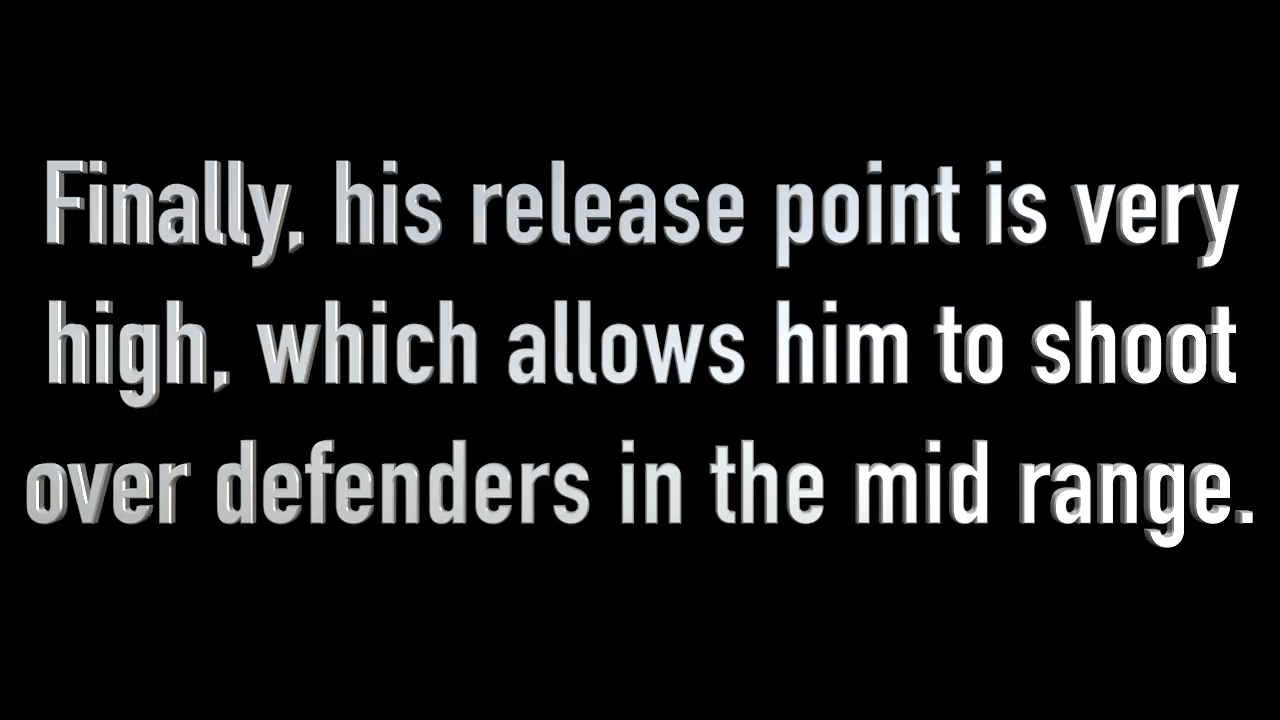 Finally, his release point is very
high, which allows him to shoot
over defenders in the mid range.